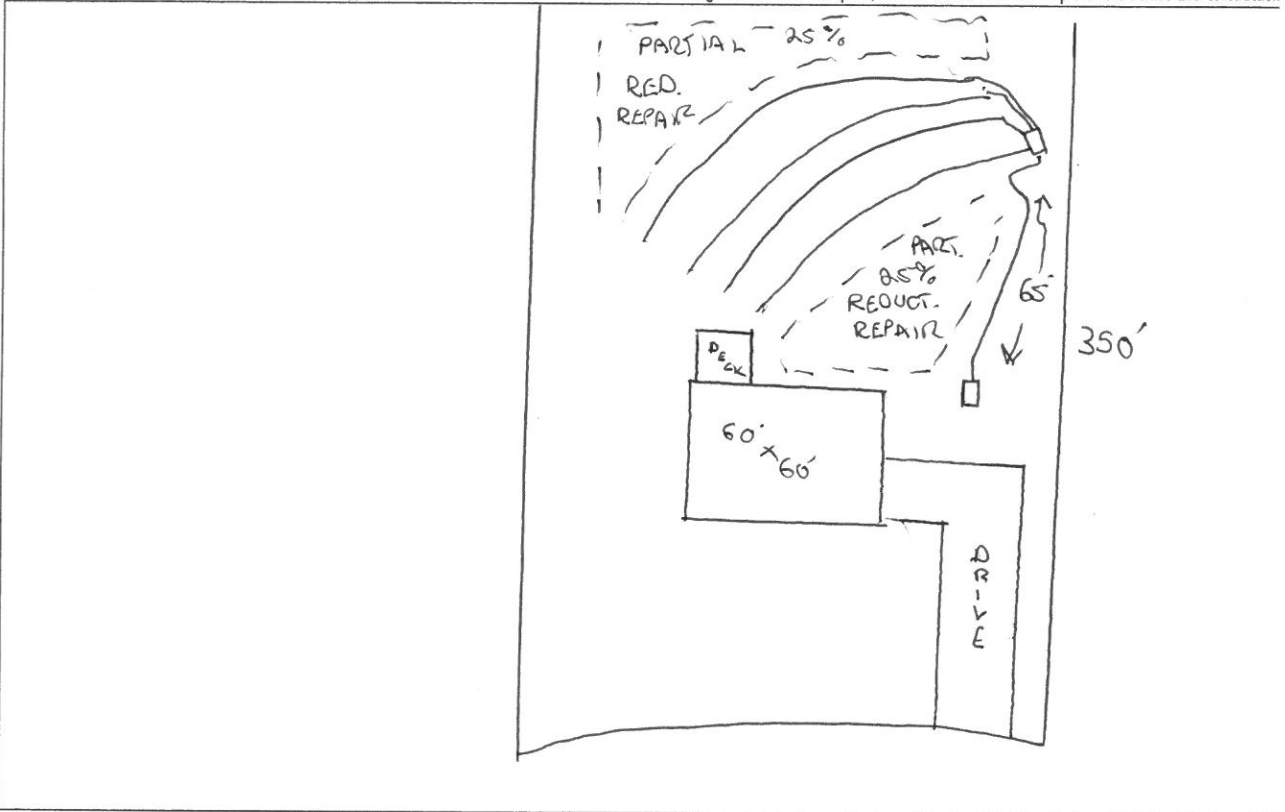 PARTIAL 25%
RED.
REPAIR
PART.
25%
REDUCT.
REPAIR
65'
350'
DECK
60' x 60'
DRIVE